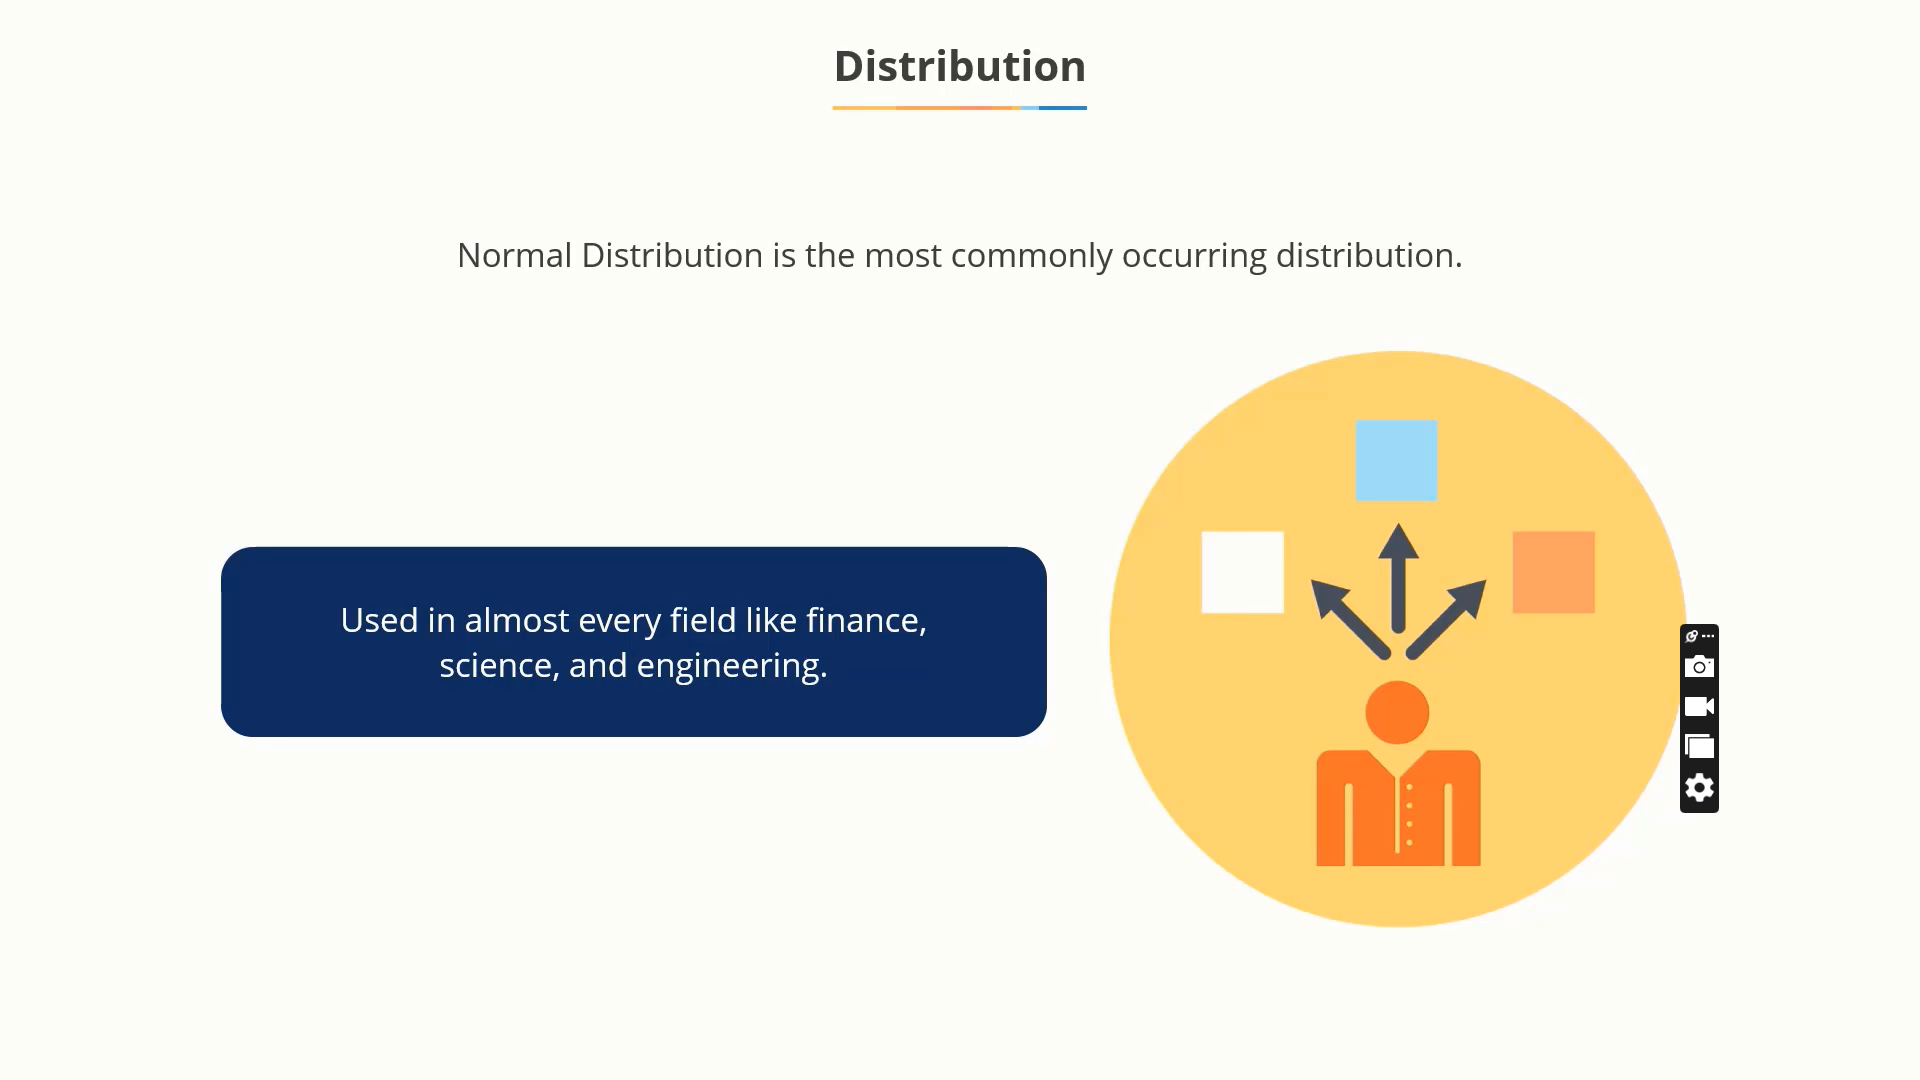 Distribution
Normal Distribution is the most commonly occurring distribution.
Used in almost every field like finance,
science, and engineering.